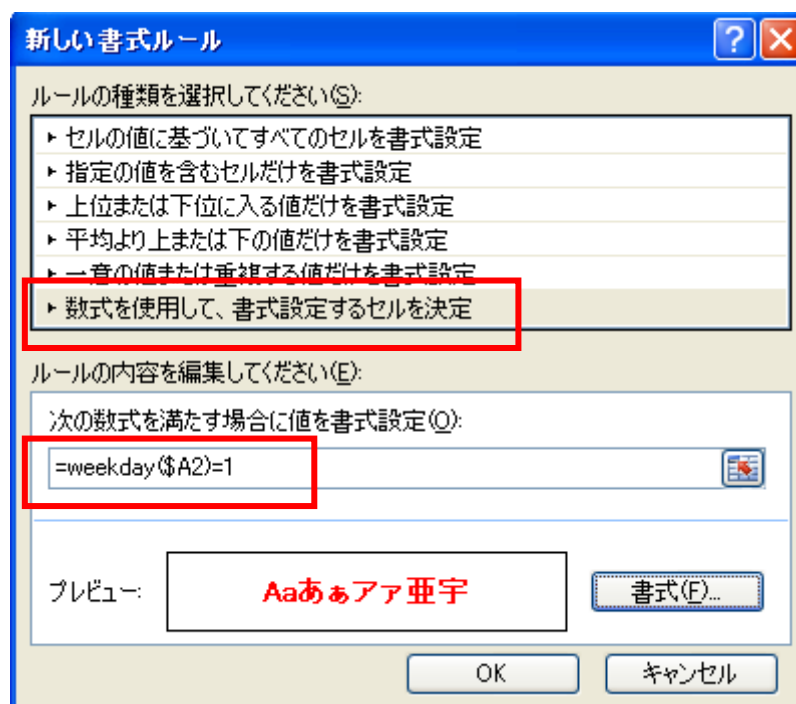 新しい書式ルール
ルールの種類を選択してください(S):
► セルの値に基づいてすべてのセルを書式設定
► 指定の値を含むセルだけを書式設定
► 上位または下位に入る値だけを書式設定
► 平均より上または下の値だけを書式設定
► 一意の値または重複する値だけを書式設定
► 数式を使用して、書式設定するセルを決定
ルールの内容を編集してください(E):
次の数式を満たす場合に値を書式設定(O):
=weekday($A2)=1
プレビュー: Aaあぁアァ亜宇 書式(F)...
OK キャンセル